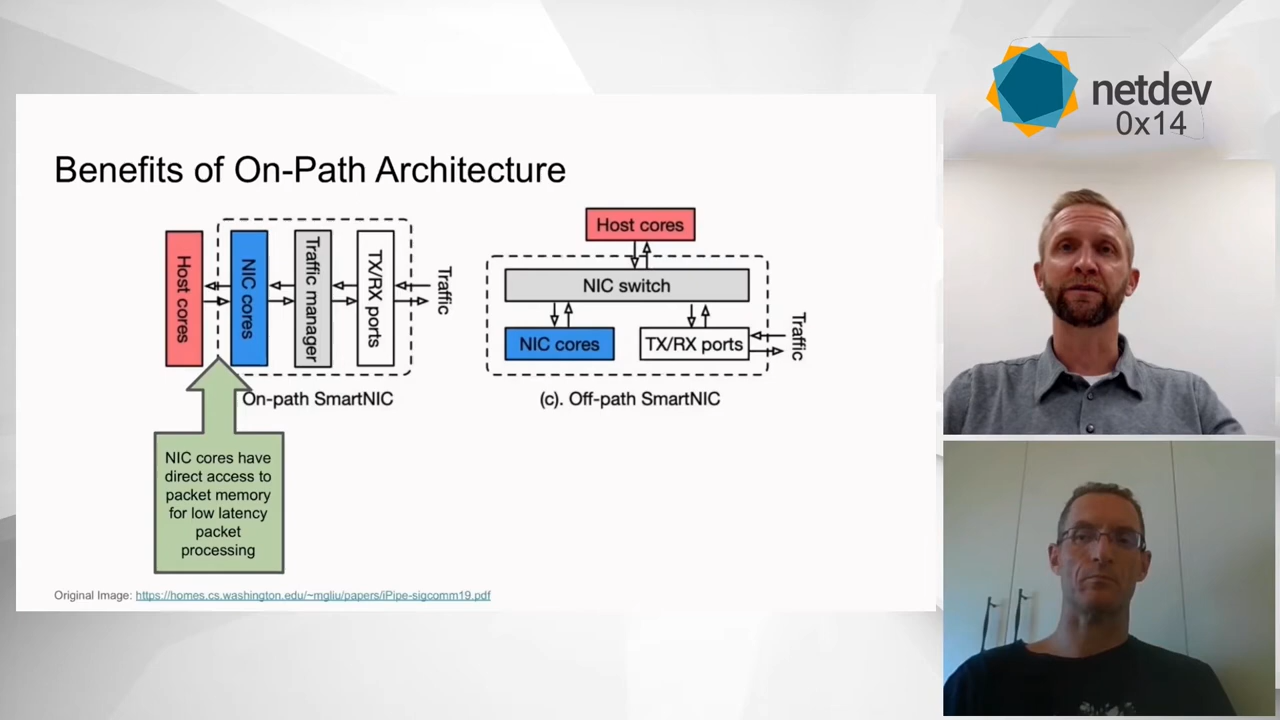 netdev
0x14
Benefits of On-Path Architecture
Host cores
NIC cores
Traffic manager
TX/RX ports
Traffic
On-path SmartNIC
Host cores
NIC switch
NIC cores
TX/RX ports
Traffic
(c). Off-path SmartNIC
NIC cores have
direct access to
packet memory
for low latency
packet
processing
Original Image: https://homes.cs.washington.edu/~mgliu/papers/iPipe-sigcomm19.pdf